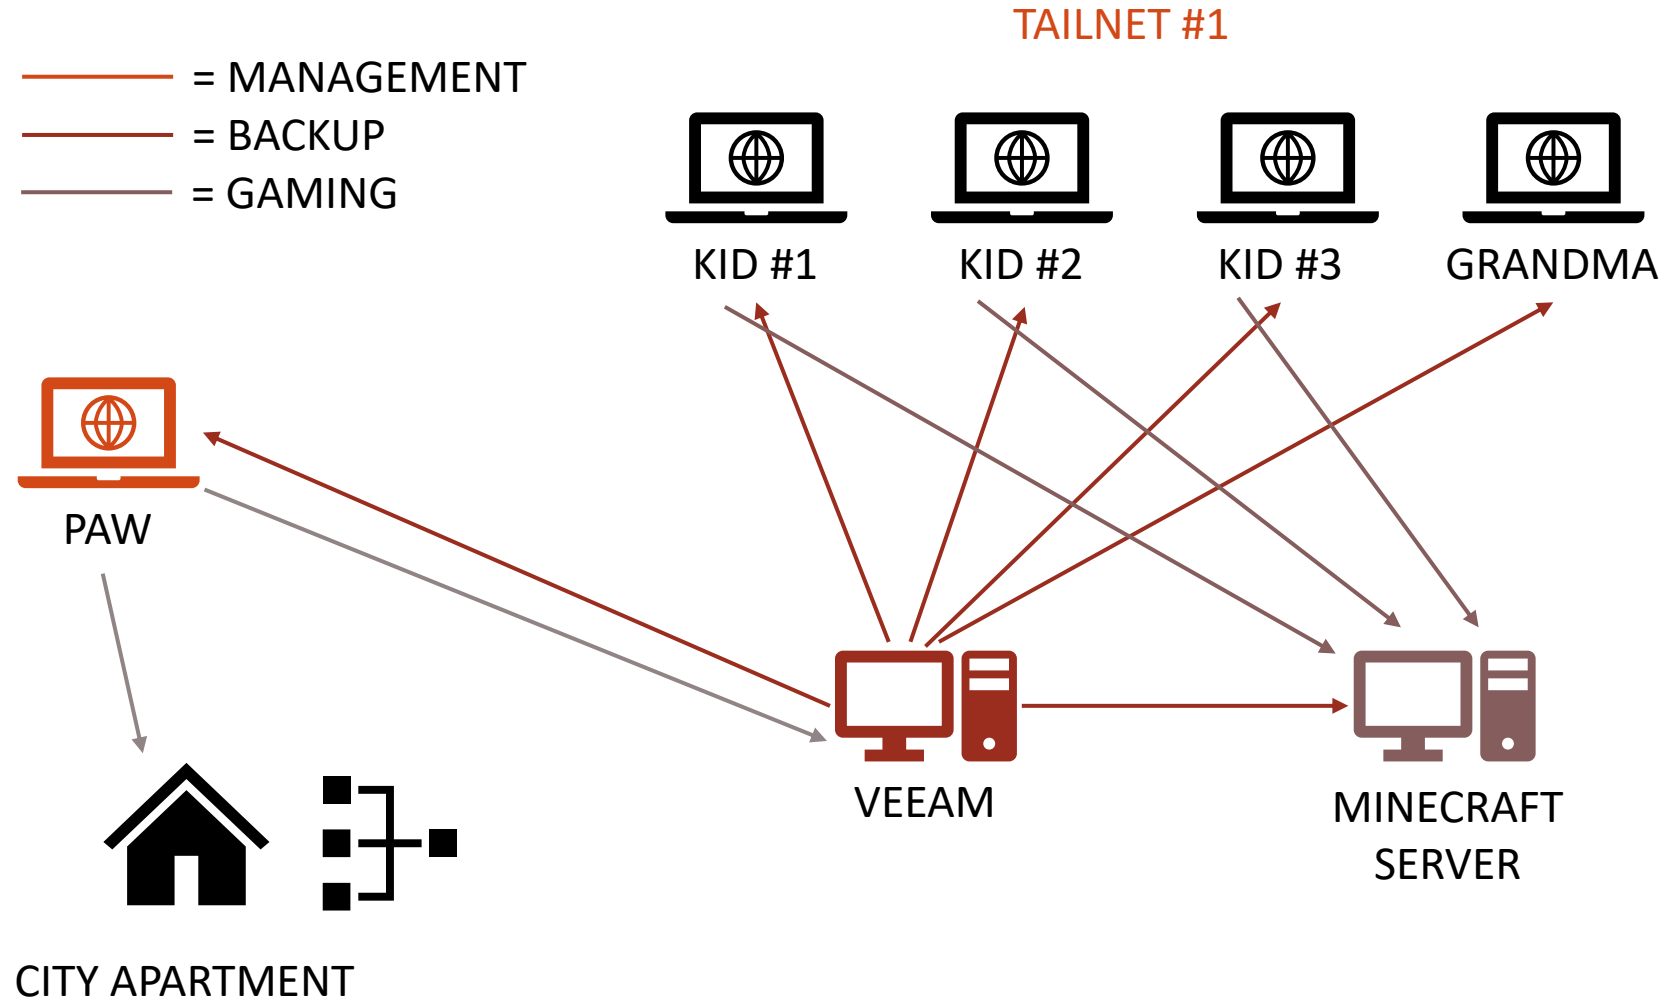 TAILNET #1
= MANAGEMENT
= BACKUP
= GAMING
KID #1
KID #2
KID #3
GRANDMA
PAW
VEEAM
MINECRAFT
SERVER
CITY APARTMENT